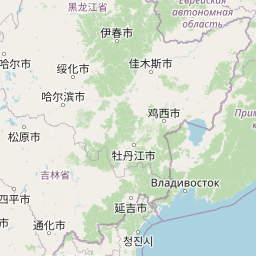 Еврейская
автономная
область
黑龙江省
伊春市
佳木斯市
哈尔市
绥化市
哈尔滨市
鸡西市
При
松原市
牡丹江市
吉林省
Владивосток
四平市
延吉市
通化市
청진시